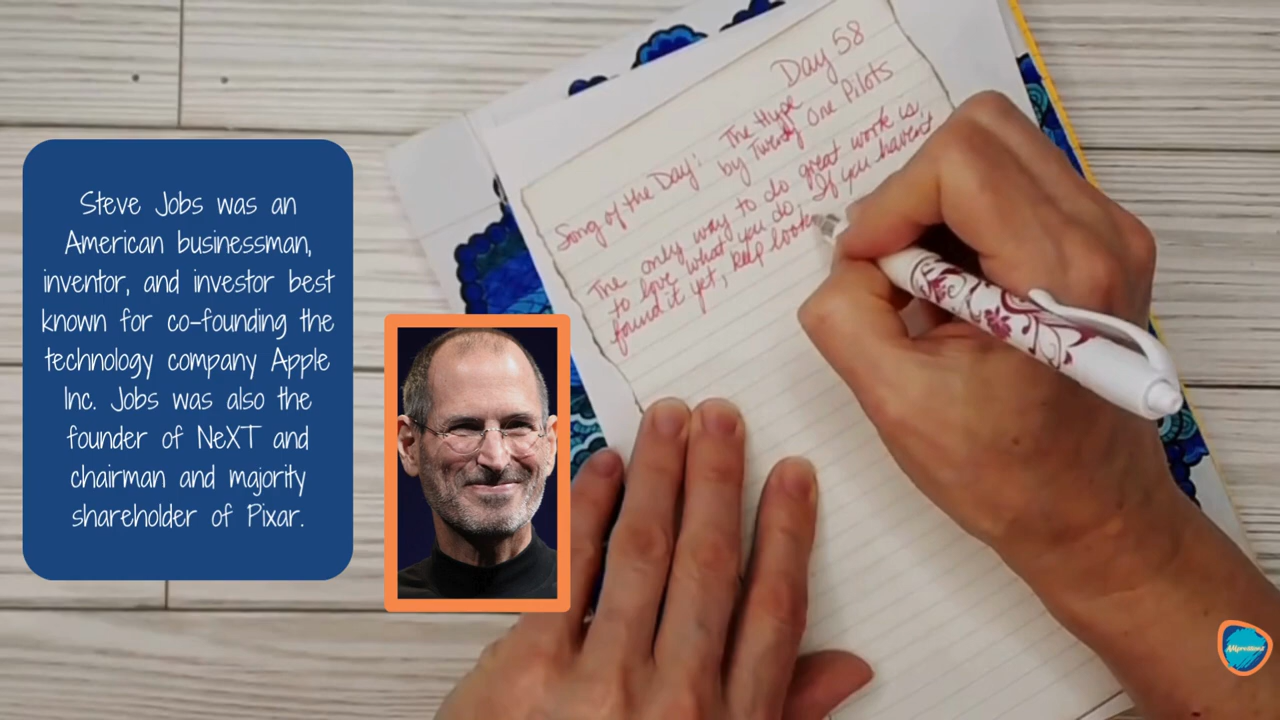 Steve Jobs was an
American businessman,
inventor, and investor best
known for co-founding the
technology company Apple
Inc. Jobs was also the
founder of NeXT and
chairman and majority
shareholder of Pixar.
Day 58
Song of the Day: The Hype
by Twenty One Pilots
The only way to do great work is
to love what you do. If you haven't
found it yet, keep look